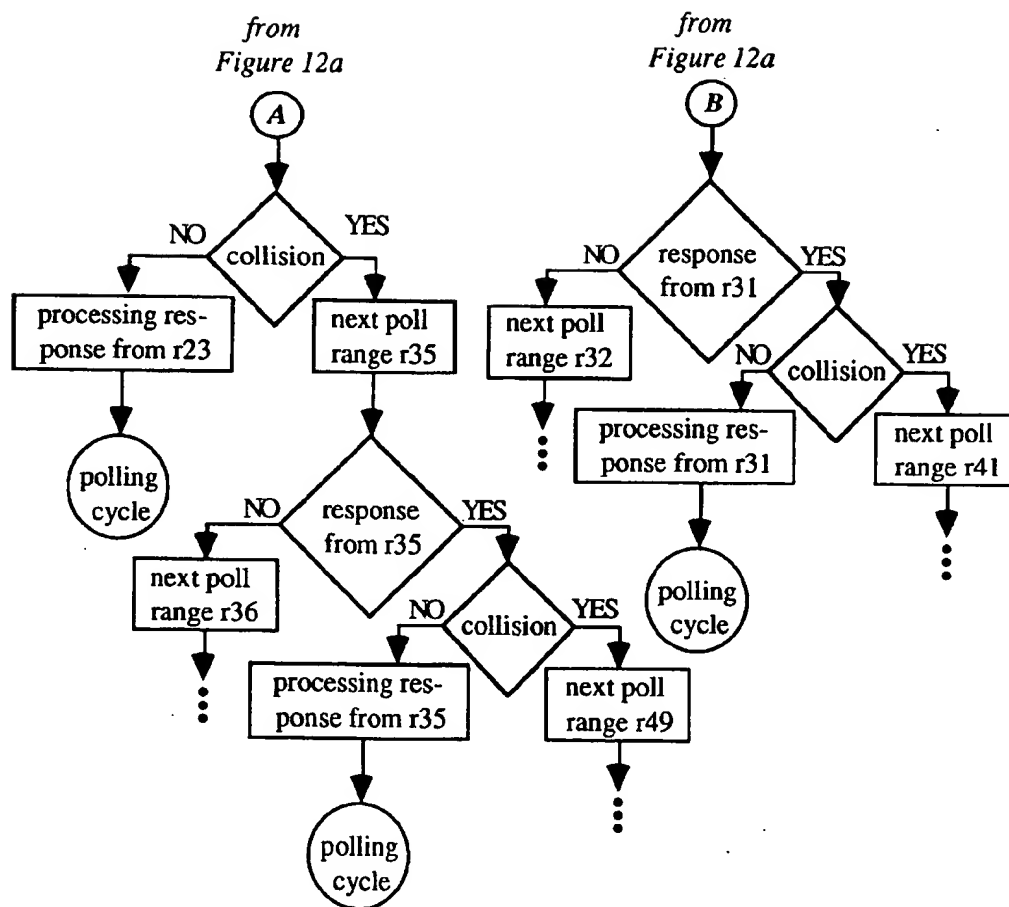 from
Figure 12a
A
collision
NO
YES
processing res-
ponse from r23
next poll
range r35
polling
cycle
response
from r35
NO
YES
next poll
range r36
collision
NO
YES
processing res-
ponse from r35
next poll
range r49
polling
cycle
from
Figure 12a
B
response
from r31
NO
YES
next poll
range r32
collision
NO
YES
processing res-
ponse from r31
next poll
range r41
polling
cycle